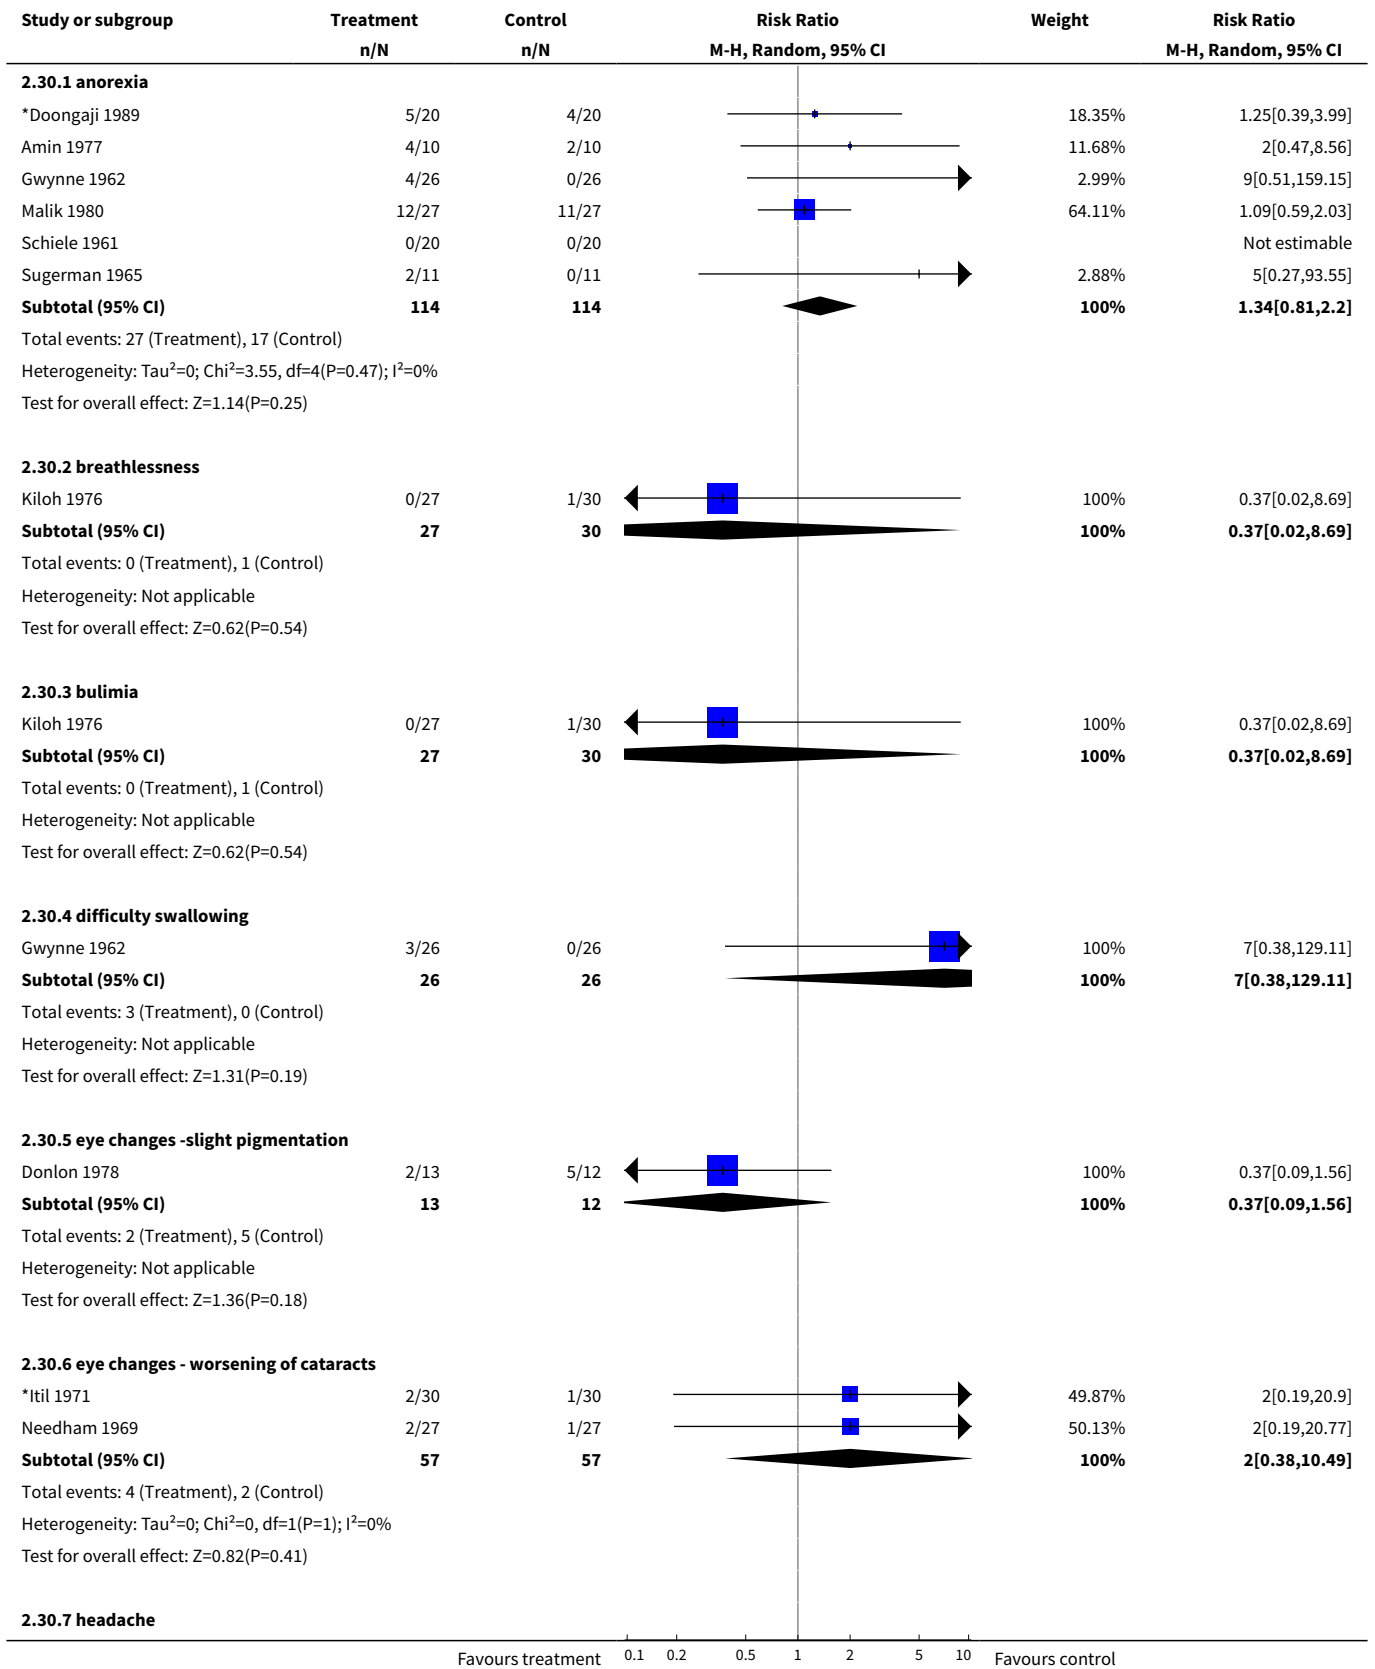 Study or subgroup Treatment Control Risk Ratio Weight Risk Ratio
n/N n/N M-H, Random, 95% CI M-H, Random, 95% CI
2.30.1 anorexia
*Doongaji 1989 5/20 4/20 18.35% 1.25[0.39,3.99]
Amin 1977 4/10 2/10 11.68% 2[0.47,8.56]
Gwynne 1962 4/26 0/26 2.99% 9[0.51,159.15]
Malik 1980 12/27 11/27 64.11% 1.09[0.59,2.03]
Schiele 1961 0/20 0/20 Not estimable
Sugerman 1965 2/11 0/11 2.88% 5[0.27,93.55]
Subtotal (95% CI) 114 114 100% 1.34[0.81,2.2]
Total events: 27 (Treatment), 17 (Control)
Heterogeneity: Tau²=0; Chi²=3.55, df=4(P=0.47); I²=0%
Test for overall effect: Z=1.14(P=0.25)
2.30.2 breathlessness
Kiloh 1976 0/27 1/30 100% 0.37[0.02,8.69]
Subtotal (95% CI) 27 30 100% 0.37[0.02,8.69]
Total events: 0 (Treatment), 1 (Control)
Heterogeneity: Not applicable
Test for overall effect: Z=0.62(P=0.54)
2.30.3 bulimia
Kiloh 1976 0/27 1/30 100% 0.37[0.02,8.69]
Subtotal (95% CI) 27 30 100% 0.37[0.02,8.69]
Total events: 0 (Treatment), 1 (Control)
Heterogeneity: Not applicable
Test for overall effect: Z=0.62(P=0.54)
2.30.4 difficulty swallowing
Gwynne 1962 3/26 0/26 100% 7[0.38,129.11]
Subtotal (95% CI) 26 26 100% 7[0.38,129.11]
Total events: 3 (Treatment), 0 (Control)
Heterogeneity: Not applicable
Test for overall effect: Z=1.31(P=0.19)
2.30.5 eye changes -slight pigmentation
Donlon 1978 2/13 5/12 100% 0.37[0.09,1.56]
Subtotal (95% CI) 13 12 100% 0.37[0.09,1.56]
Total events: 2 (Treatment), 5 (Control)
Heterogeneity: Not applicable
Test for overall effect: Z=1.36(P=0.18)
2.30.6 eye changes - worsening of cataracts
*Itil 1971 2/30 1/30 49.87% 2[0.19,20.9]
Needham 1969 2/27 1/27 50.13% 2[0.19,20.77]
Subtotal (95% CI) 57 57 100% 2[0.38,10.49]
Total events: 4 (Treatment), 2 (Control)
Heterogeneity: Tau²=0; Chi²=0, df=1(P=1); I²=0%
Test for overall effect: Z=0.82(P=0.41)
2.30.7 headache
Favours treatment 0.1 0.2 0.5 1 2 5 10 Favours control